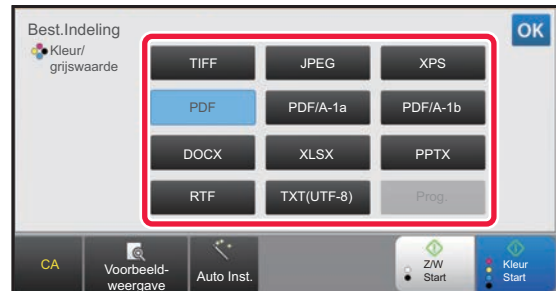 Best.Indeling
OK
Kleur/
grijswaarde
TIFF JPEG XPS
PDF PDF/A-1a PDF/A-1b
DOCX XLSX PPTX
RTF TXT(UTF-8) Prog.
CA
Voorbeeld-
weergave
Auto Inst.
Z/W
Start
Kleur
Start